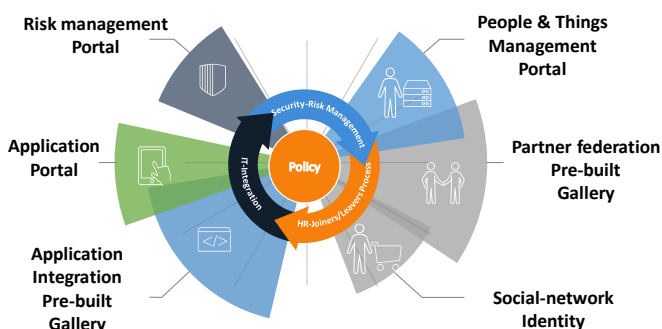 Risk management
Portal
People & Things
Management
Portal
Security-Risk Management
Application
Portal
IT-Integration
Policy
HR-Joiners/Leavers Process
Partner federation
Pre-built
Gallery
</>
Application
Integration
Pre-built
Gallery
Social-network
Identity